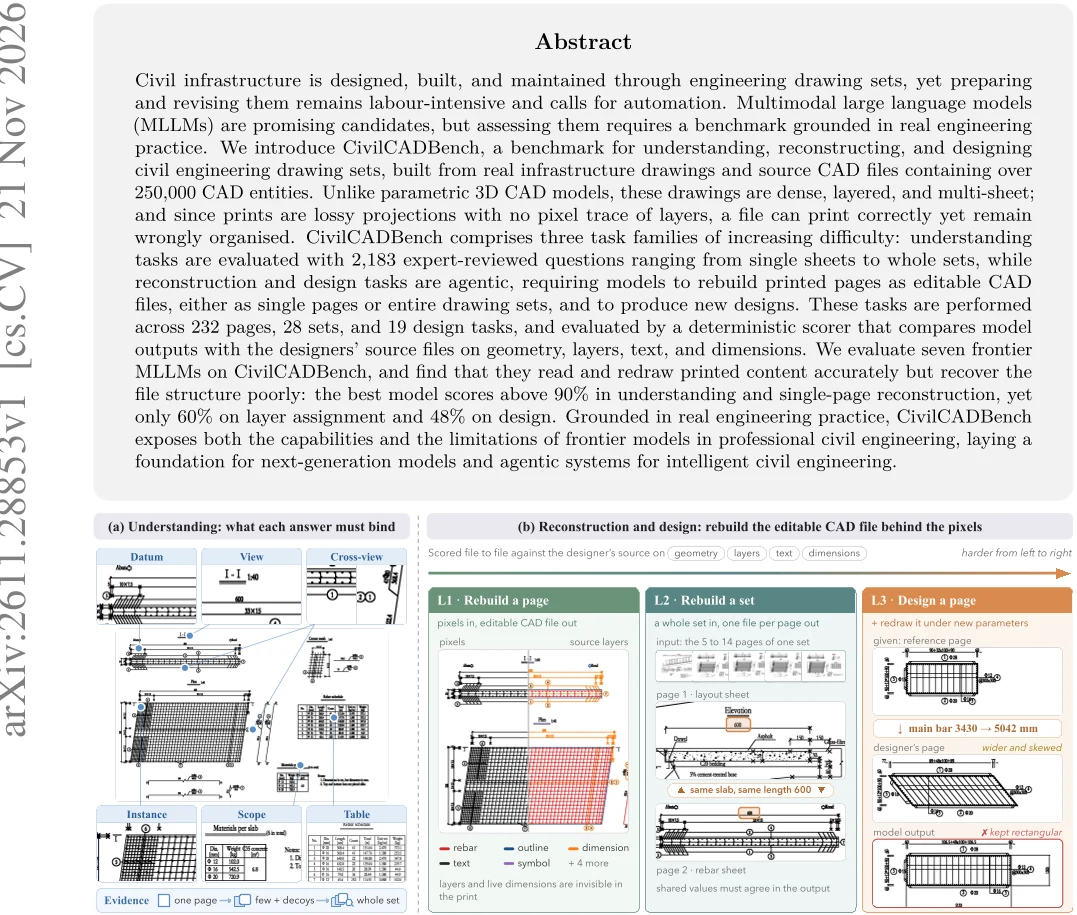 arXiv:2611.28853v1 [cs.CV] 21 Nov 2026
Abstract
Civil infrastructure is designed, built, and maintained through engineering drawing sets, yet preparing
and revising them remains labour-intensive and calls for automation. Multimodal large language models
(MLLMs) are promising candidates, but assessing them requires a benchmark grounded in real engineering
practice. We introduce CivilCADBench, a benchmark for understanding, reconstructing, and designing
civil engineering drawing sets, built from real infrastructure drawings and source CAD files containing over
250,000 CAD entities. Unlike parametric 3D CAD models, these drawings are dense, layered, and multi-sheet;
and since prints are lossy projections with no pixel trace of layers, a file can print correctly yet remain
wrongly organised. CivilCADBench comprises three task families of increasing difficulty: understanding
tasks are evaluated with 2,183 expert-reviewed questions ranging from single sheets to whole sets, while
reconstruction and design tasks are agentic, requiring models to rebuild printed pages as editable CAD
files, either as single pages or entire drawing sets, and to produce new designs. These tasks are performed
across 232 pages, 28 sets, and 19 design tasks, and evaluated by a deterministic scorer that compares model
outputs with the designers' source files on geometry, layers, text, and dimensions. We evaluate seven frontier
MLLMs on CivilCADBench, and find that they read and redraw printed content accurately but recover the
file structure poorly: the best model scores above 90% in understanding and single-page reconstruction, yet
only 60% on layer assignment and 48% on design. Grounded in real engineering practice, CivilCADBench
exposes both the capabilities and the limitations of frontier models in professional civil engineering, laying a
foundation for next-generation models and agentic systems for intelligent civil engineering.
(a) Understanding: what each answer must bind
Datum View Cross-view
I - I 1:40
600
33×15
Instance Scope Table
Materials per slab
Evidence one page → few + decoys → whole set
(b) Reconstruction and design: rebuild the editable CAD file behind the pixels
Scored file to file against the designer's source on geometry layers text dimensions harder from left to right
L1 · Rebuild a page
pixels in, editable CAD file out
pixels source layers
rebar outline dimension
text symbol + 4 more
layers and live dimensions are invisible in
the print
L2 · Rebuild a set
a whole set in, one file per page out
input: the 5 to 14 pages of one set
page 1 · layout sheet
Elevation
600
Asphalt
5% cement-treated base
▲ same slab, same length 600 ▼
600
page 2 · rebar sheet
shared values must agree in the output
L3 · Design a page
+ redraw it under new parameters
given: reference page
↓ main bar 3430 → 5042 mm
designer's page wider and skewed
model output ✗ kept rectangular